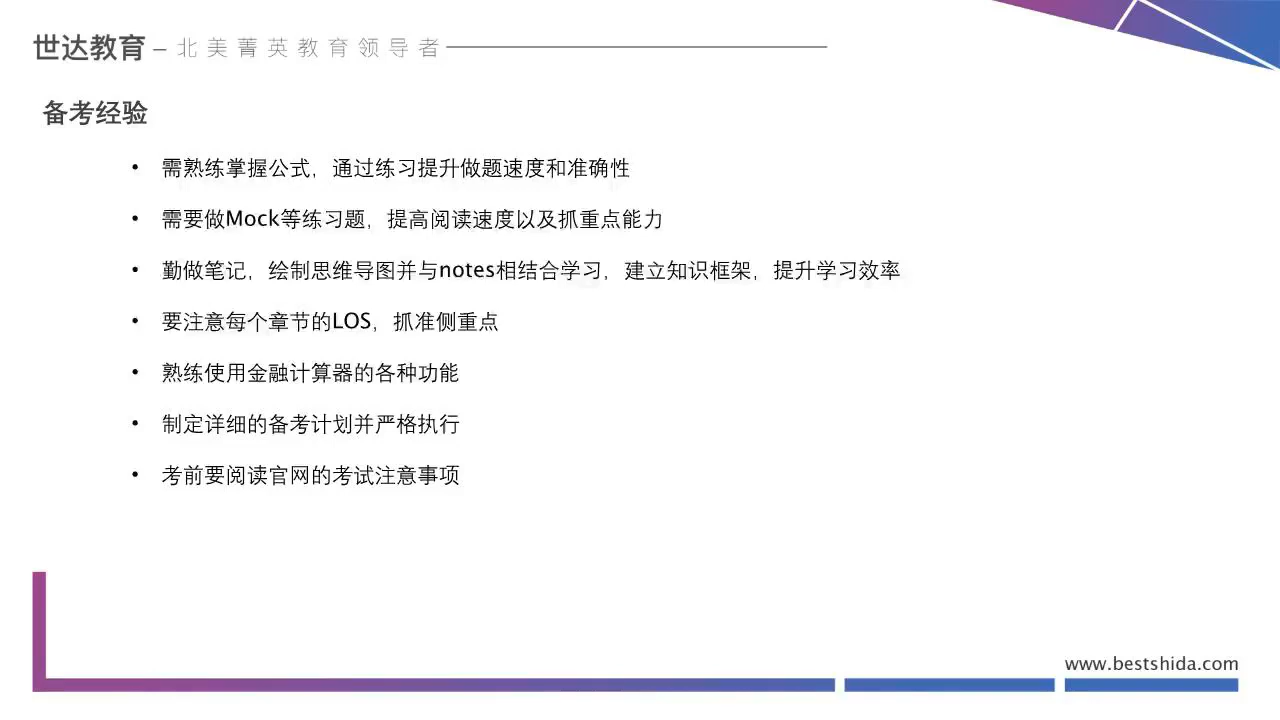 世达教育 – 北美菁英教育领导者
备考经验
• 需熟练掌握公式，通过练习提升做题速度和准确性
• 需要做Mock等练习题，提高阅读速度以及抓重点能力
• 勤做笔记，绘制思维导图并与notes相结合学习，建立知识框架，提升学习效率
• 要注意每个章节的LOS，抓准侧重点
• 熟练使用金融计算器的各种功能
• 制定详细的备考计划并严格执行
• 考前要阅读官网的考试注意事项
www.bestshida.com